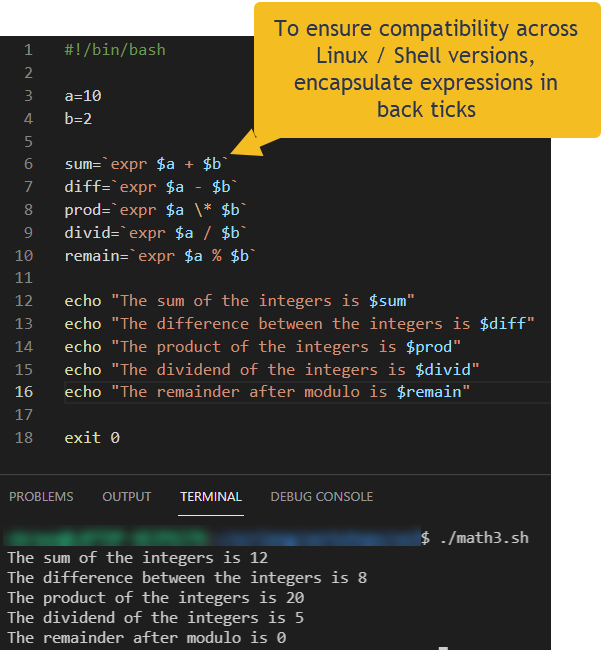 To ensure compatibility across
Linux / Shell versions,
encapsulate expressions in
back ticks
1 #!/bin/bash
2
3 a=10
4 b=2
5
6 sum=`expr $a + $b`
7 diff=`expr $a - $b`
8 prod=`expr $a \* $b`
9 divid=`expr $a / $b`
10 remain=`expr $a % $b`
11
12 echo "The sum of the integers is $sum"
13 echo "The difference between the integers is $diff"
14 echo "The product of the integers is $prod"
15 echo "The dividend of the integers is $divid"
16 echo "The remainder after modulo is $remain"
17
18 exit 0
PROBLEMS OUTPUT TERMINAL DEBUG CONSOLE
$ ./math3.sh
The sum of the integers is 12
The difference between the integers is 8
The product of the integers is 20
The dividend of the integers is 5
The remainder after modulo is 0